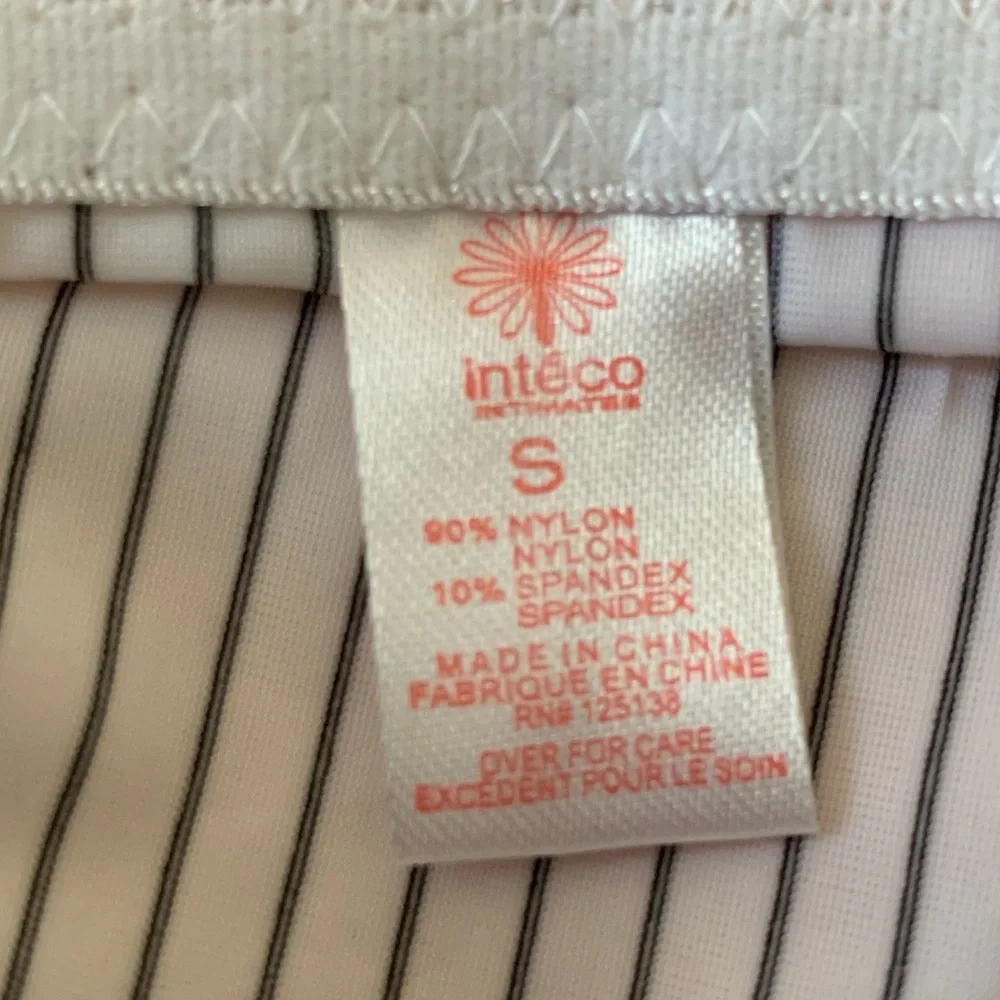 intéco
INTIMATES
S
90% NYLON
NYLON
10% SPANDEX
SPANDEX
MADE IN CHINA
FABRIQUE EN CHINE
RN# 125138
OVER FOR CARE
EXCEDENT POUR LE SOIN